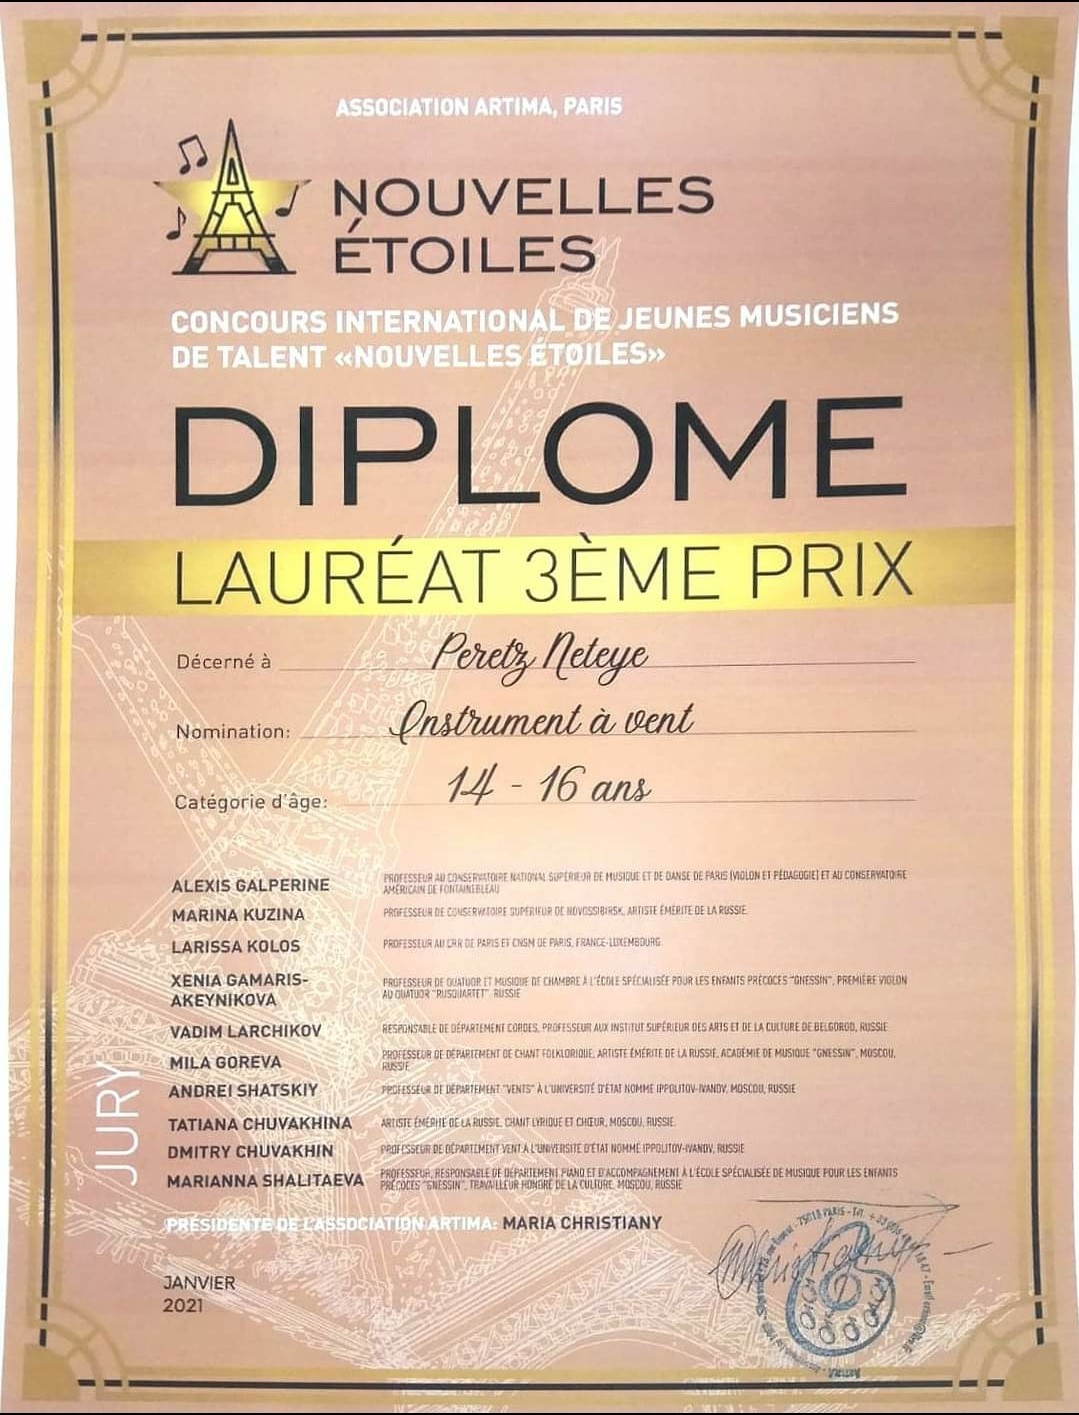 ASSOCIATION ARTIMA, PARIS
NOUVELLES
ÉTOILES
CONCOURS INTERNATIONAL DE JEUNES MUSICIENS
DE TALENT «NOUVELLES ÉTOILES»
DIPLOME
LAURÉAT 3ÈME PRIX
Décerné à Peretz Neteye
Nomination: Instrument à vent
Catégorie d'âge: 14 - 16 ans
JURY
ALEXIS GALPERINE PROFESSEUR AU CONSERVATOIRE NATIONAL SUPÉRIEUR DE MUSIQUE ET DE DANSE DE PARIS (VIOLON ET PÉDAGOGIE) ET AU CONSERVATOIRE
AMÉRICAIN DE FONTAINEBLEAU
MARINA KUZINA PROFESSEUR DE CONSERVATOIRE SUPÉRIEUR DE NOVOSSIBIRSK, ARTISTE ÉMÉRITE DE LA RUSSIE.
LARISSA KOLOS PROFESSEUR AU CRR DE PARIS ET CNSM DE PARIS, FRANCE-LUXEMBOURG
XENIA GAMARIS-
AKEYNIKOVA
PROFESSEUR DE QUATUOR ET MUSIQUE DE CHAMBRE À L'ÉCOLE SPÉCIALISÉE POUR LES ENFANTS PRÉCOCES "GNESSIN", PREMIÈRE VIOLON
AU QUATUOR "RUSQUARTET" RUSSIE
VADIM LARCHIKOV RESPONSABLE DE DÉPARTEMENT CORDES, PROFESSEUR AUX INSTITUT SUPÉRIEUR DES ARTS ET DE LA CULTURE DE BELGOROD, RUSSIE
MILA GOREVA PROFESSEUR DE DÉPARTEMENT DE CHANT FOLKLORIQUE, ARTISTE ÉMÉRITE DE LA RUSSIE, ACADÉMIE DE MUSIQUE "GNESSIN", MOSCOU,
RUSSIE
ANDREI SHATSKIY PROFESSEUR DE DÉPARTEMENT "VENTS" À L'UNIVERSITÉ D'ÉTAT NOMMÉ IPPOLITOV-IVANOV, MOSCOU, RUSSIE
TATIANA CHUVAKHINA ARTISTE ÉMÉRITE DE LA RUSSIE, CHANT LYRIQUE ET CHŒUR, MOSCOU, RUSSIE.
DMITRY CHUVAKHIN PROFESSEUR DE DÉPARTEMENT VENT À L'UNIVERSITÉ D'ÉTAT NOMMÉ IPPOLITOV-IVANOV, RUSSIE
MARIANNA SHALITAEVA PROFESSEUR, RESPONSABLE DE DÉPARTEMENT PIANO ET D'ACCOMPAGNEMENT À L'ÉCOLE SPÉCIALISÉE DE MUSIQUE POUR LES ENFANTS
PRÉCOCES "GNESSIN", TRAVAILLEUR HONORÉ DE LA CULTURE, MOSCOU, RUSSIE
PRÉSIDENTE DE L'ASSOCIATION ARTIMA: MARIA CHRISTIANY
JANVIER
2021
75018 PARIS
ARTIMA